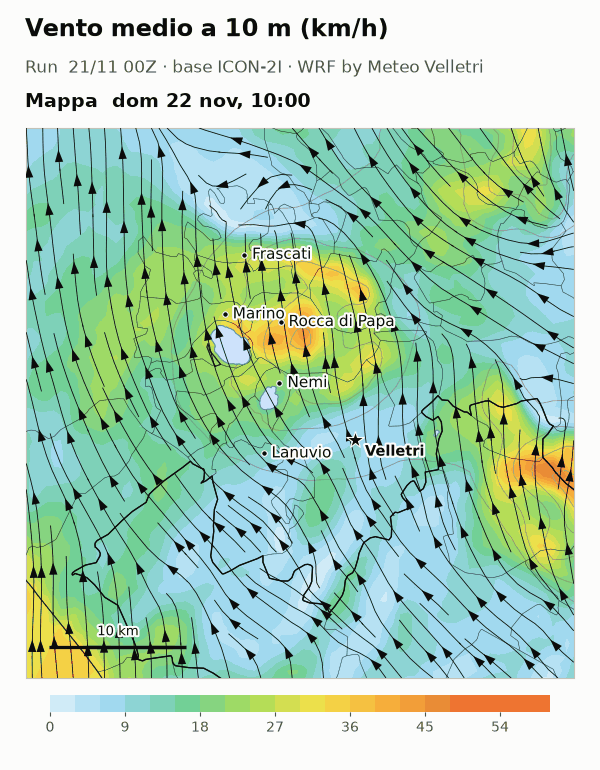 Vento medio a 10 m (km/h)
Run  21/11 00Z · base ICON-2I · WRF by Meteo Velletri
Mappa  dom 22 nov, 10:00
Frascati
Marino
Rocca di Papa
Nemi
Velletri
Lanuvio
10 km
0 9 18 27 36 45 54